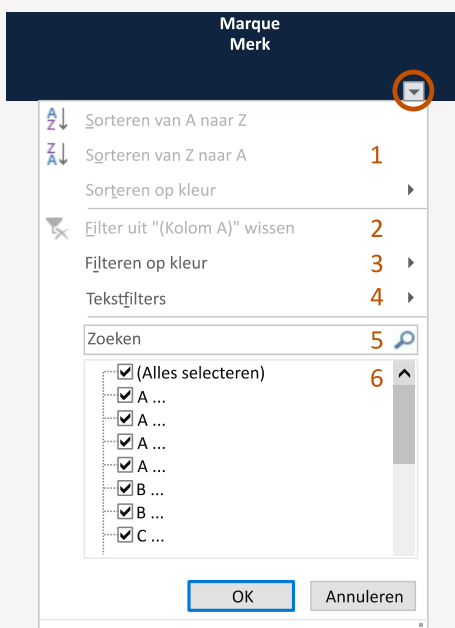 Marque
Merk
Sorteren van A naar Z
Sorteren van Z naar A 1
Sorteren op kleur
Filter uit "(Kolom A)" wissen 2
Filteren op kleur 3
Tekstfilters 4
Zoeken 5
(Alles selecteren) 6
A ...
A ...
A ...
A ...
B ...
B ...
C ...
OK Annuleren